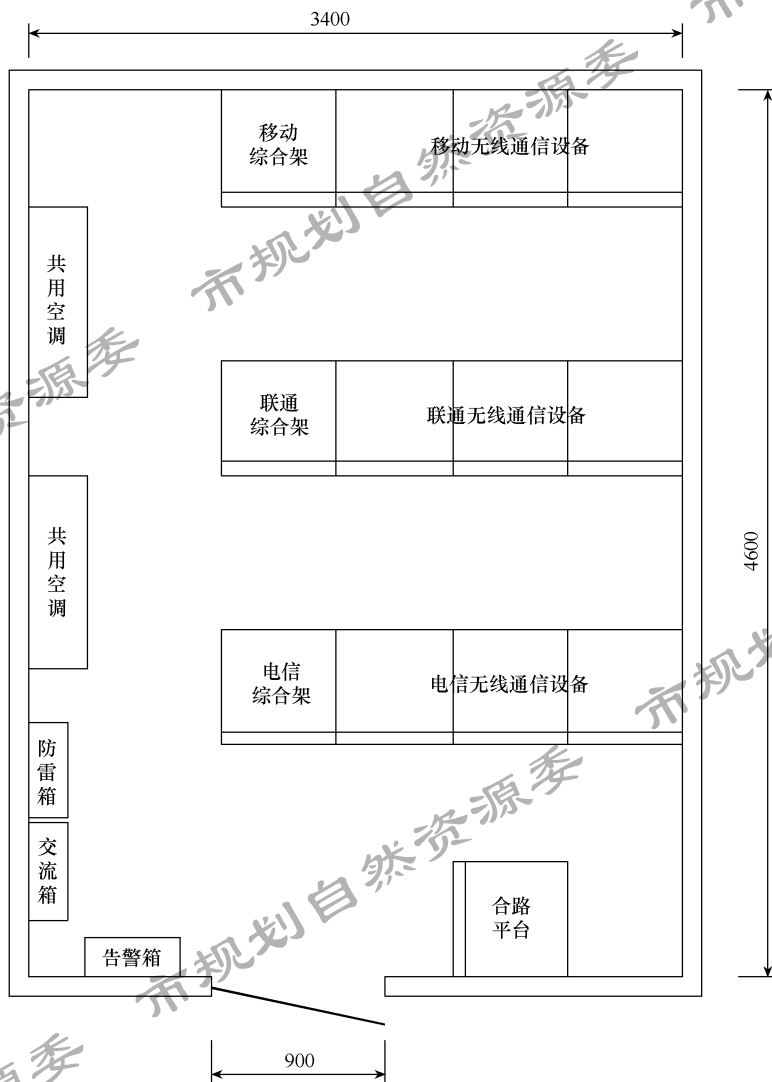 3400
移动
综合架
移动无线通信设备
共用空调
联通
综合架
联通无线通信设备
共用空调
4600
电信
综合架
电信无线通信设备
防雷箱
交流箱
合路
平台
告警箱
900
市规划自然资源委
资源委
市规划
市规划自然资源委
源委